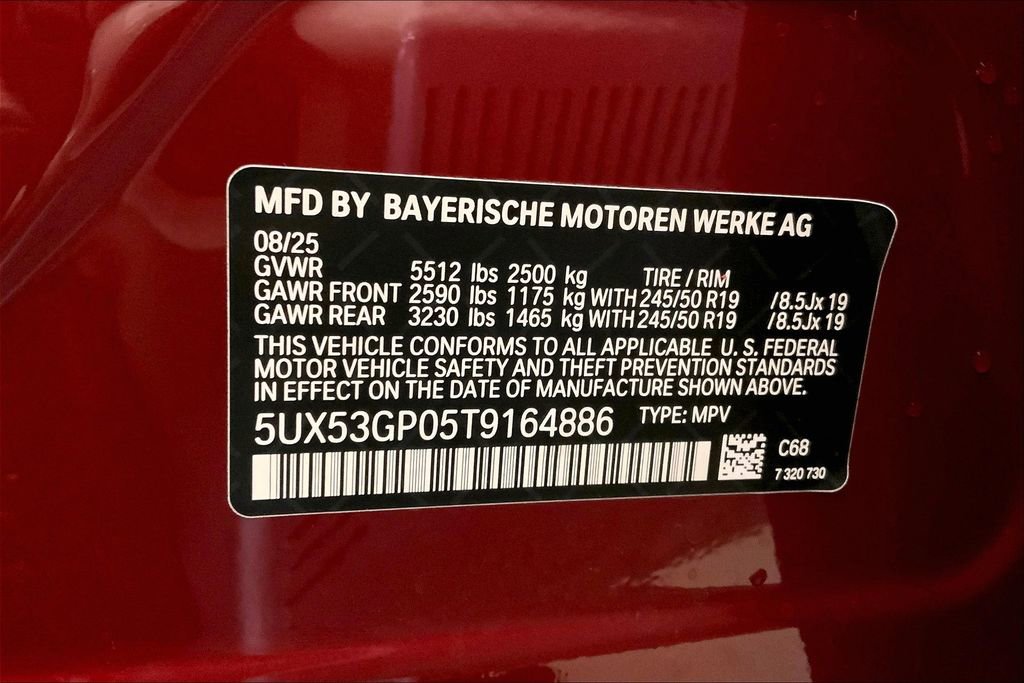 MFD BY BAYERISCHE MOTOREN WERKE AG
08/25
GVWR 5512 lbs 2500 kg TIRE / RIM
GAWR FRONT 2590 lbs 1175 kg WITH 245/50 R19 /8.5Jx 19
GAWR REAR 3230 lbs 1465 kg WITH 245/50 R19 /8.5Jx 19
THIS VEHICLE CONFORMS TO ALL APPLICABLE U. S. FEDERAL
MOTOR VEHICLE SAFETY AND THEFT PREVENTION STANDARDS
IN EFFECT ON THE DATE OF MANUFACTURE SHOWN ABOVE.
5UX53GP05T9164886 TYPE: MPV
C68
7 320 730